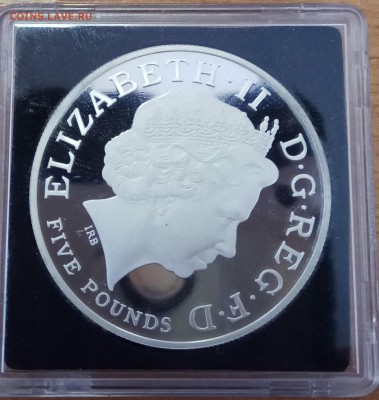 COINS.LAVE.RU
ELIZABETH · II
D · G · REG · F · D
FIVE POUNDS
IRB